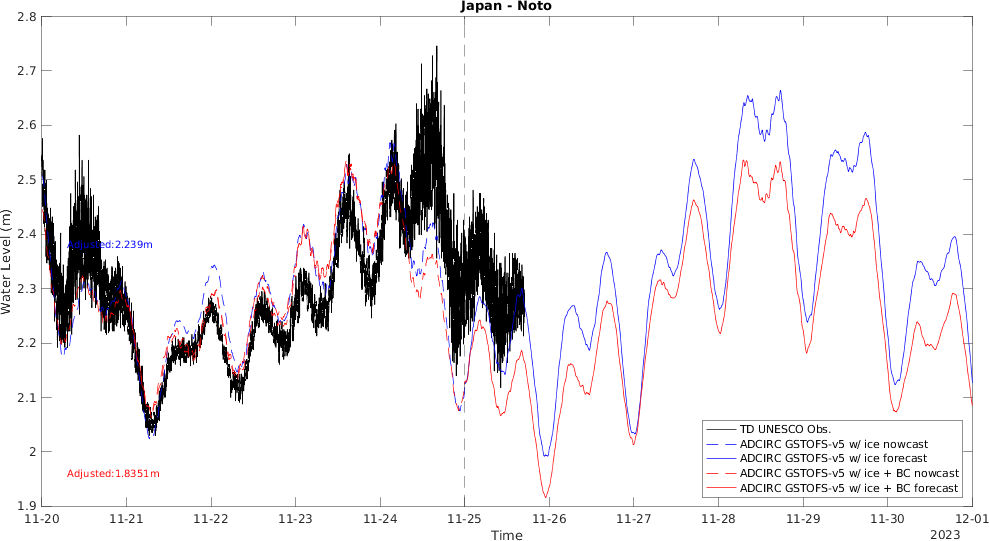 Japan - Noto
2.8
2.7
2.6
2.5
2.4
2.3
2.2
2.1
2
1.9
Water Level (m)
Adjusted:2.239m
Adjusted:1.8351m
TD UNESCO Obs.
ADCIRC GSTOFS-v5 w/ ice nowcast
ADCIRC GSTOFS-v5 w/ ice forecast
ADCIRC GSTOFS-v5 w/ ice + BC nowcast
ADCIRC GSTOFS-v5 w/ ice + BC forecast
11-20 11-21 11-22 11-23 11-24 11-25 11-26 11-27 11-28 11-29 11-30 12-01
Time
2023